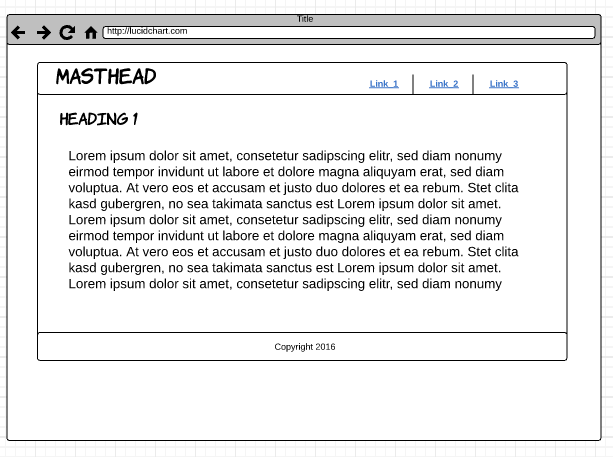 Title
http://lucidchart.com
MASTHEAD
Link_1
Link_2
Link_3
HEADING 1
Lorem ipsum dolor sit amet, consetetur sadipscing elitr, sed diam nonumy
eirmod tempor invidunt ut labore et dolore magna aliquyam erat, sed diam
voluptua. At vero eos et accusam et justo duo dolores et ea rebum. Stet clita
kasd gubergren, no sea takimata sanctus est Lorem ipsum dolor sit amet.
Lorem ipsum dolor sit amet, consetetur sadipscing elitr, sed diam nonumy
eirmod tempor invidunt ut labore et dolore magna aliquyam erat, sed diam
voluptua. At vero eos et accusam et justo duo dolores et ea rebum. Stet clita
kasd gubergren, no sea takimata sanctus est Lorem ipsum dolor sit amet.
Lorem ipsum dolor sit amet, consetetur sadipscing elitr, sed diam nonumy
Copyright 2016